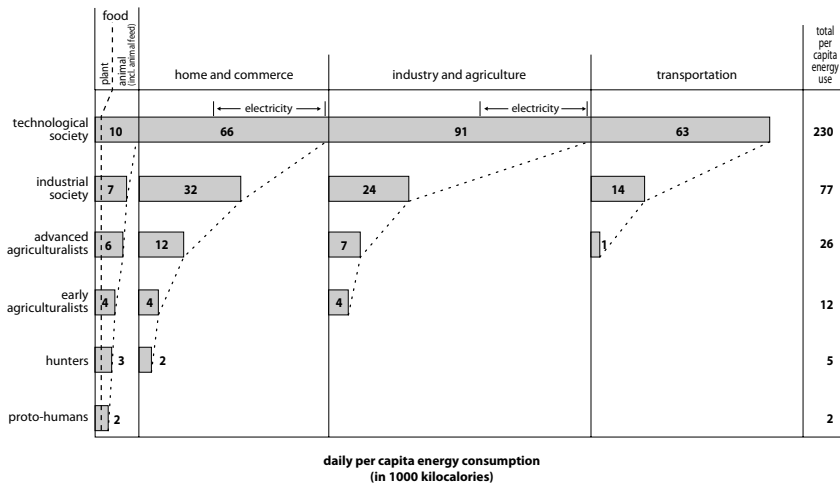 food
plant
animal
(incl. animal feed)
home and commerce
industry and agriculture
transportation
total
per
capita
energy
use
electricity
electricity
technological
society
10
66
91
63
230
industrial
society
7
32
24
14
77
advanced
agriculturalists
6
12
7
1
26
early
agriculturalists
4
4
4
12
hunters
3
2
5
proto-humans
2
2
daily per capita energy consumption
(in 1000 kilocalories)